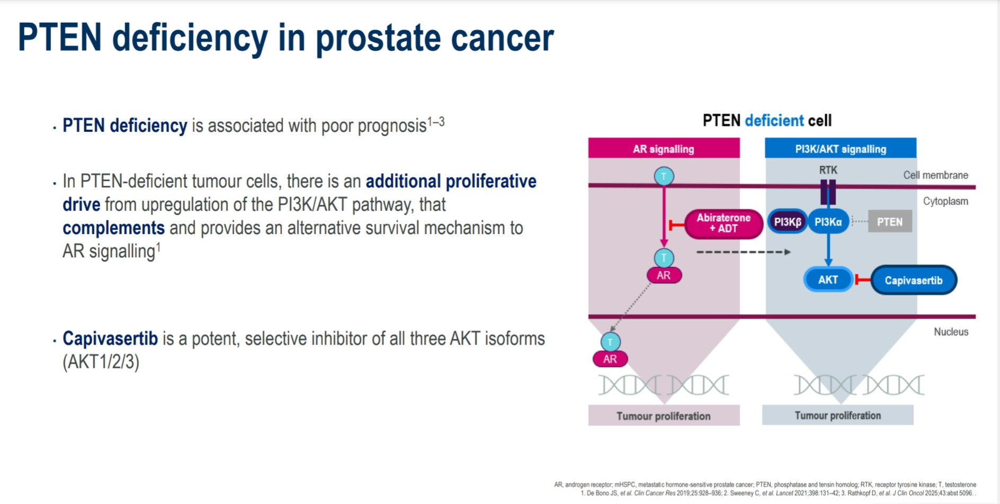 PTEN deficiency in prostate cancer
• PTEN deficiency is associated with poor prognosis1–3
• In PTEN-deficient tumour cells, there is an additional proliferative
drive from upregulation of the PI3K/AKT pathway, that
complements and provides an alternative survival mechanism to
AR signalling1
• Capivasertib is a potent, selective inhibitor of all three AKT isoforms
(AKT1/2/3)
PTEN deficient cell
AR signalling
PI3K/AKT signalling
T
RTK
Cell membrane
Cytoplasm
Abiraterone
+ ADT
PI3Kβ
PI3Kα
PTEN
T
AR
AKT
Capivasertib
Nucleus
T
AR
Tumour proliferation
Tumour proliferation
AR, androgen receptor; mHSPC, metastatic hormone-sensitive prostate cancer; PTEN, phosphatase and tensin homolog; RTK, receptor tyrosine kinase; T, testosterone
1. De Bono JS, et al. Clin Cancer Res 2019;25:928–936; 2. Sweeney C, et al. Lancet 2021;398:131–42; 3. Rathkopf D, et al. J Clin Oncol 2025;43:abst 5096. .